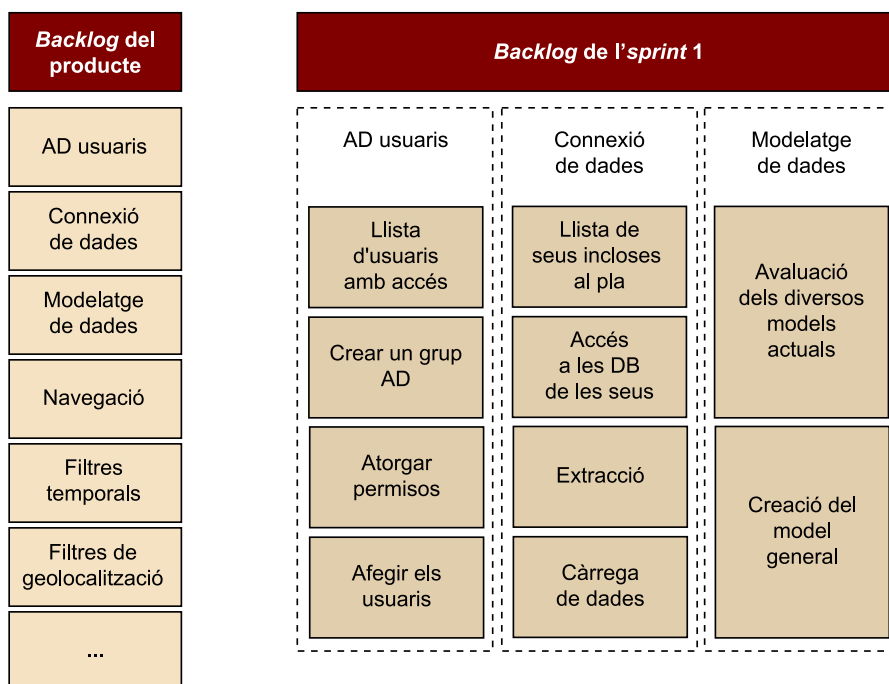 Backlog del
producte
AD usuaris
Connexió
de dades
Modelatge
de dades
Navegació
Filtres
temporals
Filtres de
geolocalització
...
Backlog de l'sprint 1
AD usuaris
Llista
d'usuaris
amb accés
Crear un grup
AD
Atorgar
permisos
Afegir els
usuaris
Connexió
de dades
Llista de
seus incloses
al pla
Accés
a les DB
de les seus
Extracció
Càrrega
de dades
Modelatge
de dades
Avaluació
dels diversos
models
actuals
Creació del
model
general